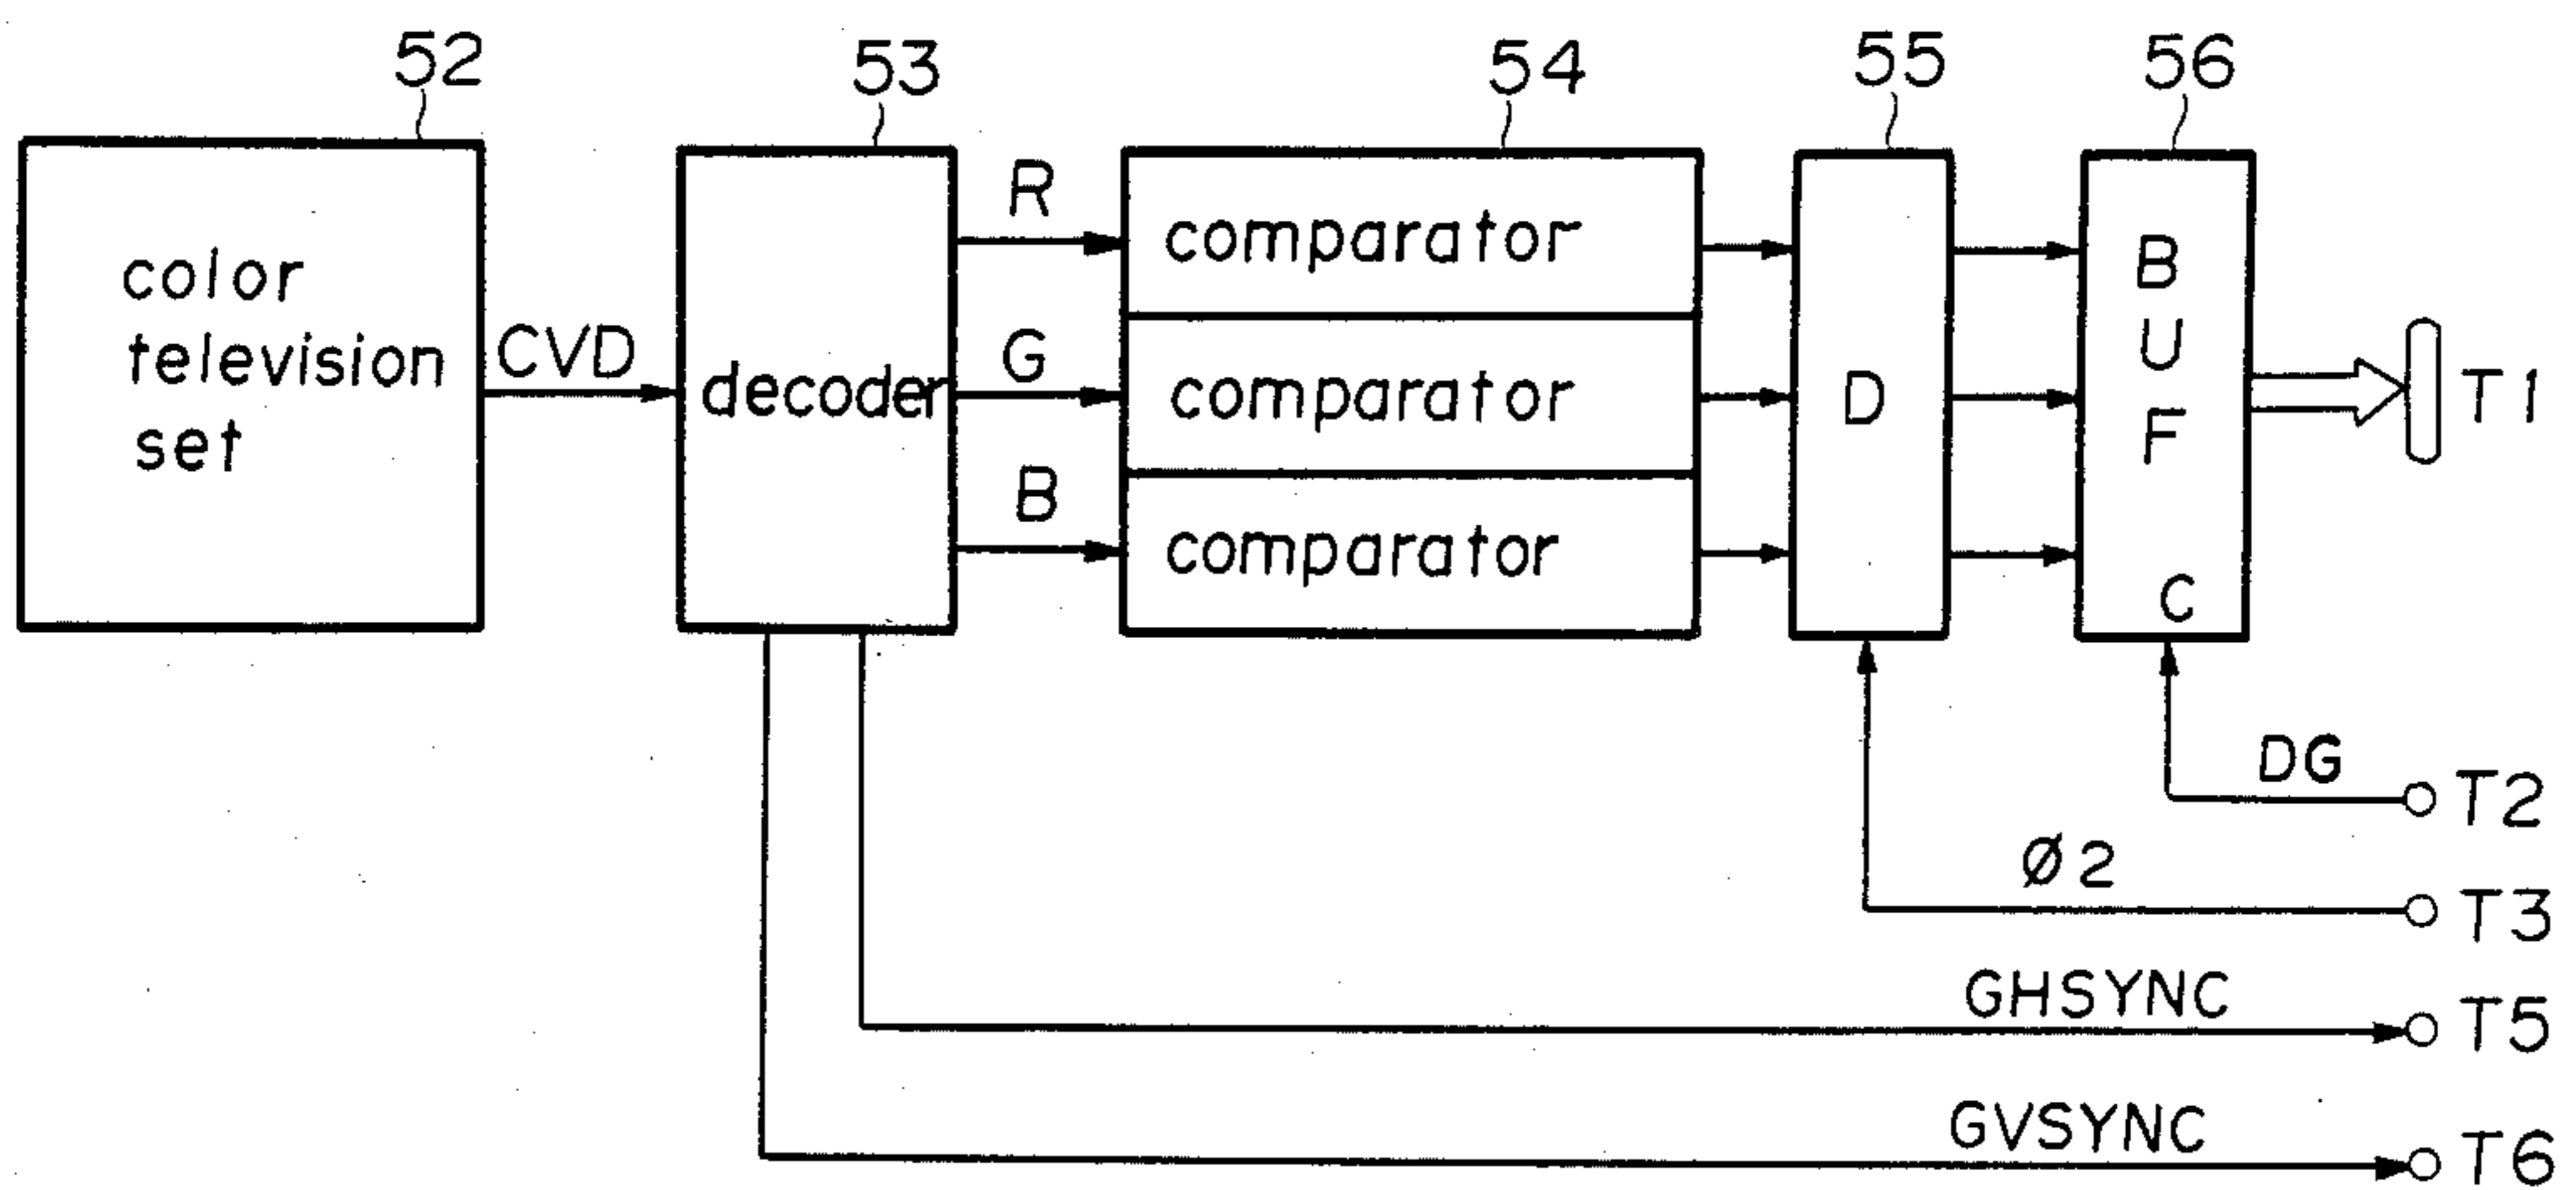 52
53
54
55
56
color
television
set
CVD
decoder
R
G
B
comparator
comparator
comparator
D
B
U
F
C
T1
DG
T2
Ø2
T3
GHSYNC
T5
GVSYNC
T6